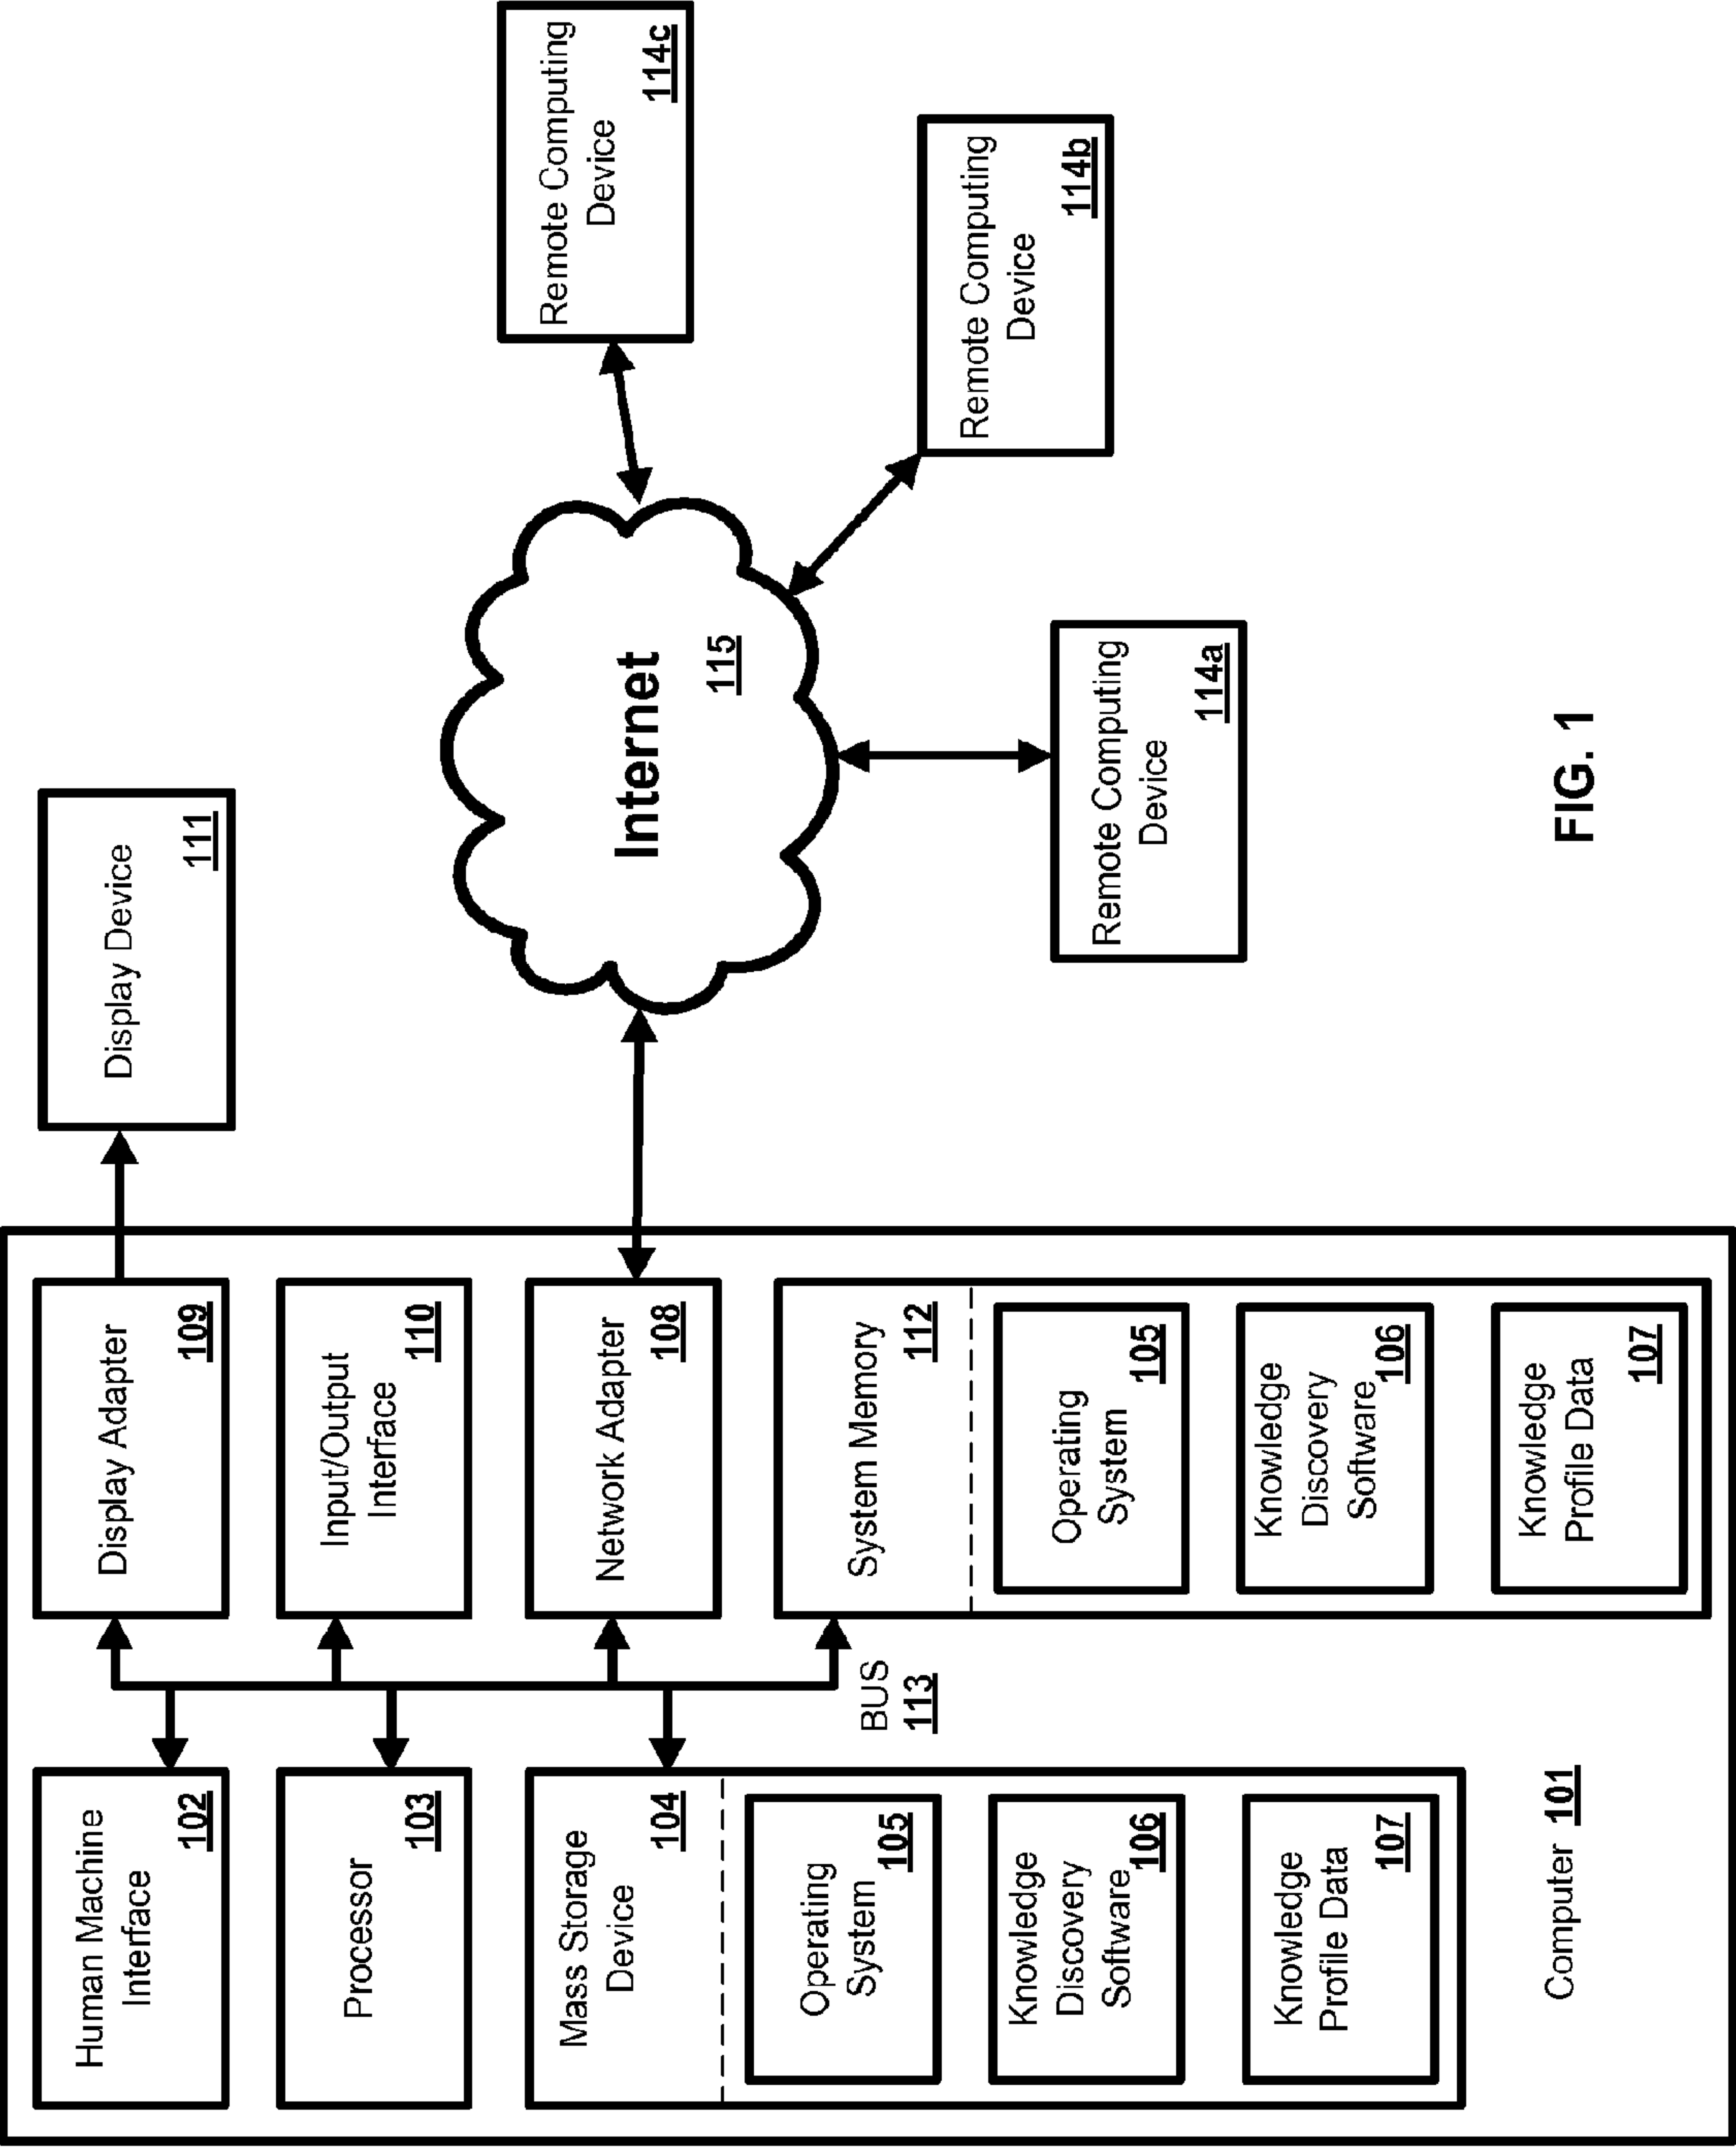 Human Machine
Interface
102
Processor
103
Mass Storage
Device
104
Operating
System
105
Knowledge
Discovery
Software
106
Knowledge
Profile Data
107
Computer 101
BUS
113
Display Adapter
109
Input/Output
Interface
110
Network Adapter
108
System Memory
112
Operating
System
105
Knowledge
Discovery
Software
106
Knowledge
Profile Data
107
Display Device
111
Internet
115
Remote Computing
Device
114a
Remote Computing
Device
114b
Remote Computing
Device
114c
FIG. 1